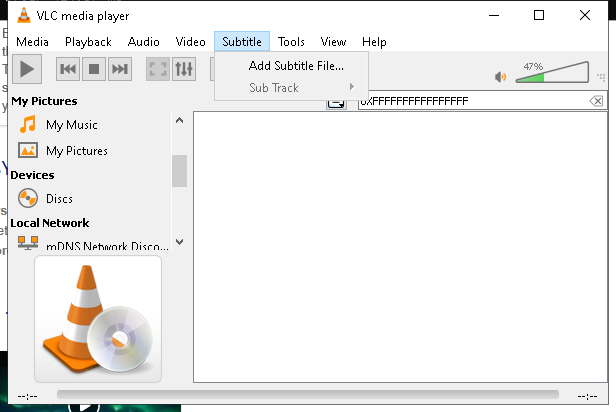 VLC media player
Media Playback Audio Video Subtitle Tools View Help
Add Subtitle File...
Sub Track
47%
0XFFFFFFFFFFFFFFFF
My Pictures
My Music
My Pictures
Devices
Discs
Local Network
mDNS Network Disco...
--:-- --:--